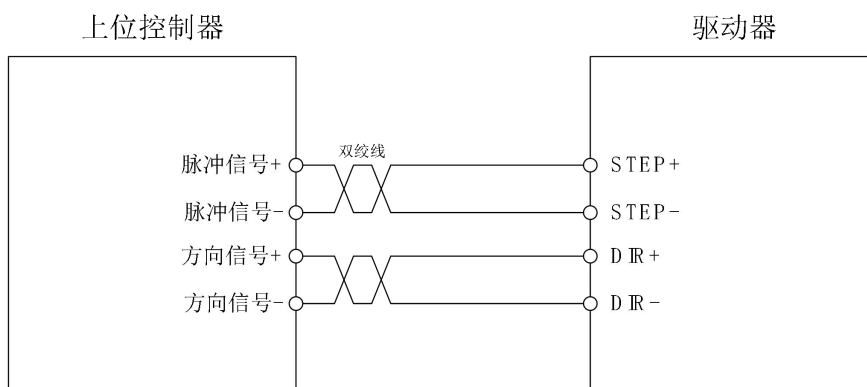 上位控制器
驱动器
双绞线
脉冲信号+
STEP+
脉冲信号-
STEP-
方向信号+
DIR+
方向信号-
DIR-